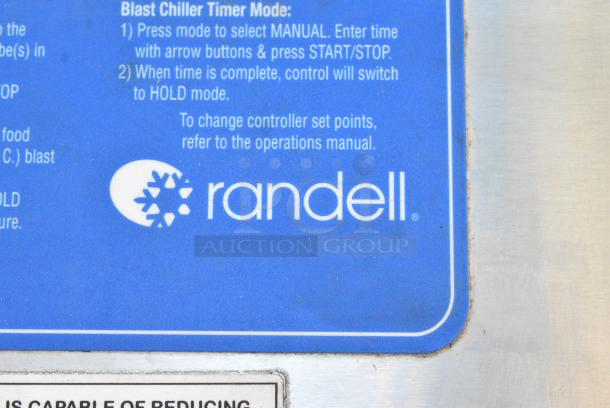 Blast Chiller Timer Mode:
1) Press mode to select MANUAL. Enter time
with arrow buttons & press START/STOP.
2) When time is complete, control will switch
to HOLD mode.
To change controller set points,
refer to the operations manual.
the
be(s) in
OP
food
C.) blast
OLD
ure.
randell®
PCI
AUCTION GROUP
IS CAPABLE OF REDUCING